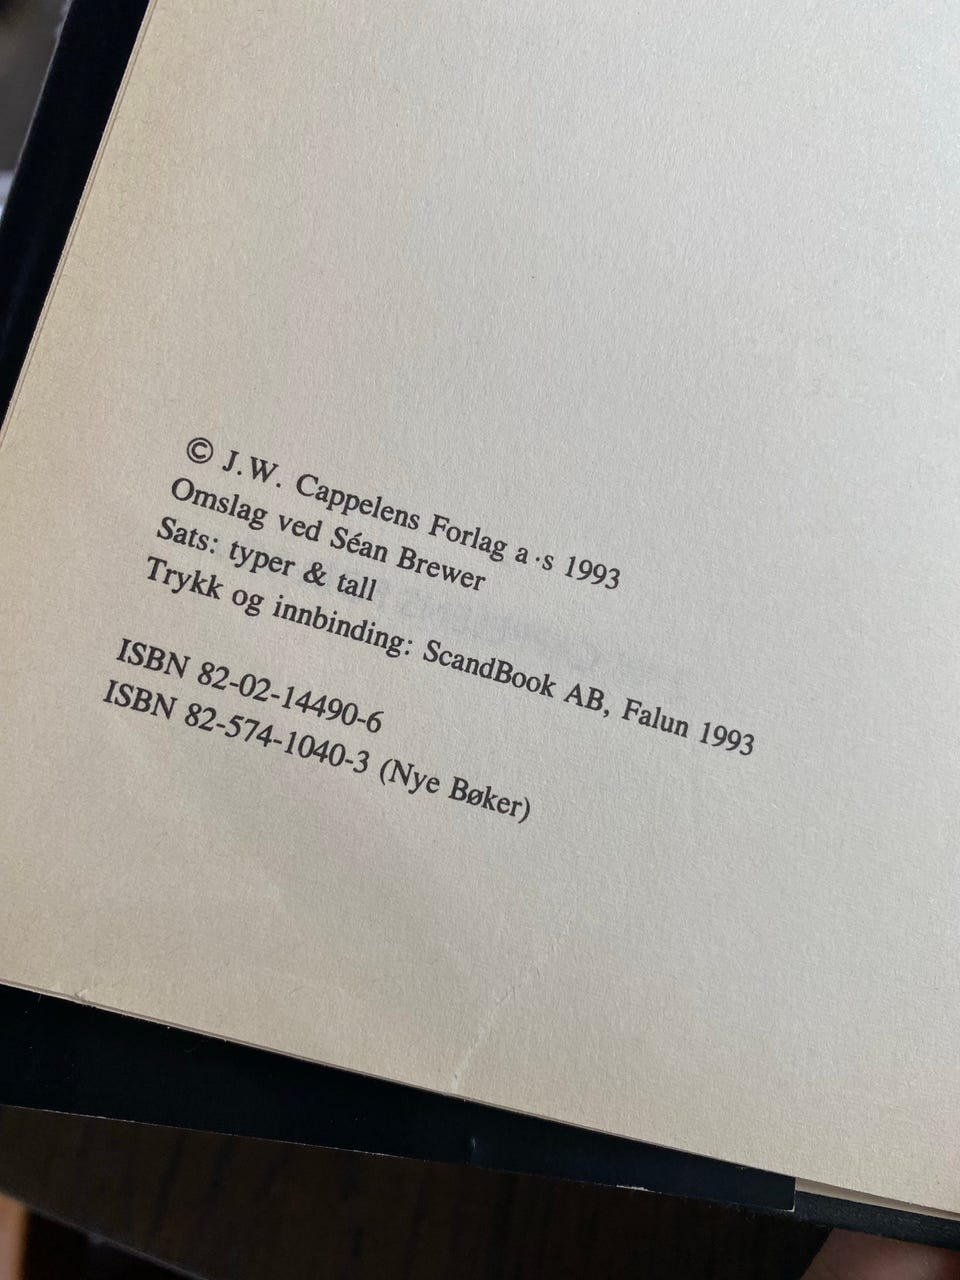 © J.W. Cappelens Forlag a·s 1993
Omslag ved Séan Brewer
Sats: typer & tall
Trykk og innbinding: ScandBook AB, Falun 1993
ISBN 82-02-14490-6
ISBN 82-574-1040-3 (Nye Bøker)